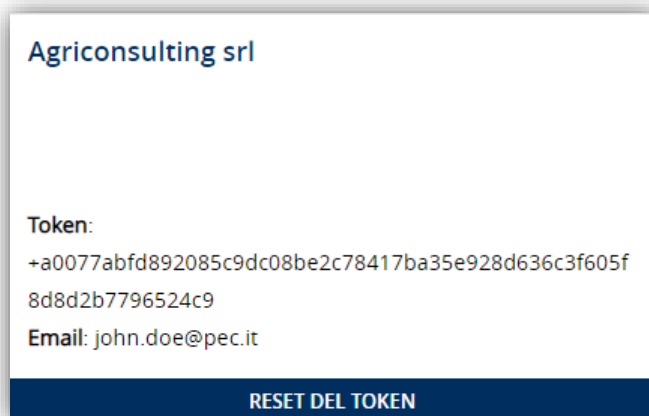 Agriconsulting srl
Token:
+a0077abfd892085c9dc08be2c78417ba35e928d636c3f605f
8d8d2b7796524c9
Email: john.doe@pec.it
RESET DEL TOKEN